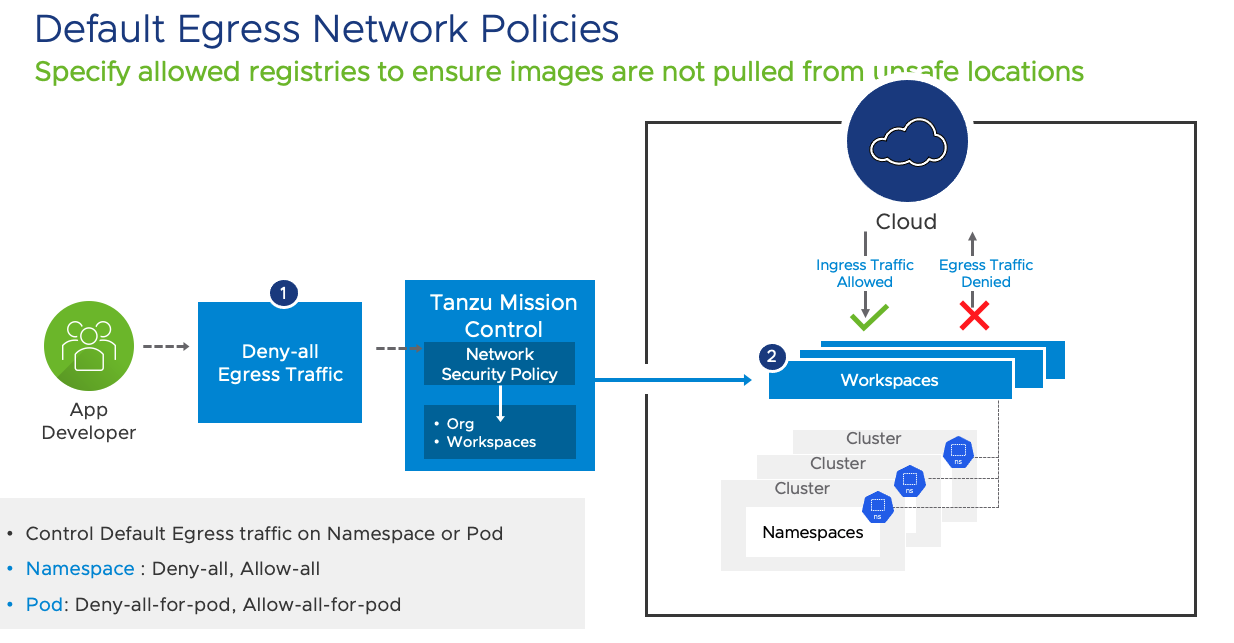 Default Egress Network Policies
Specify allowed registries to ensure images are not pulled from unsafe locations
Cloud
Ingress Traffic
Allowed
Egress Traffic
Denied
1
Deny-all
Egress Traffic
App
Developer
Tanzu Mission
Control
Network
Security Policy
• Org
• Workspaces
2
Workspaces
Cluster
ns
Cluster
ns
Cluster
ns
Namespaces
• Control Default Egress traffic on Namespace or Pod
• Namespace : Deny-all, Allow-all
• Pod: Deny-all-for-pod, Allow-all-for-pod